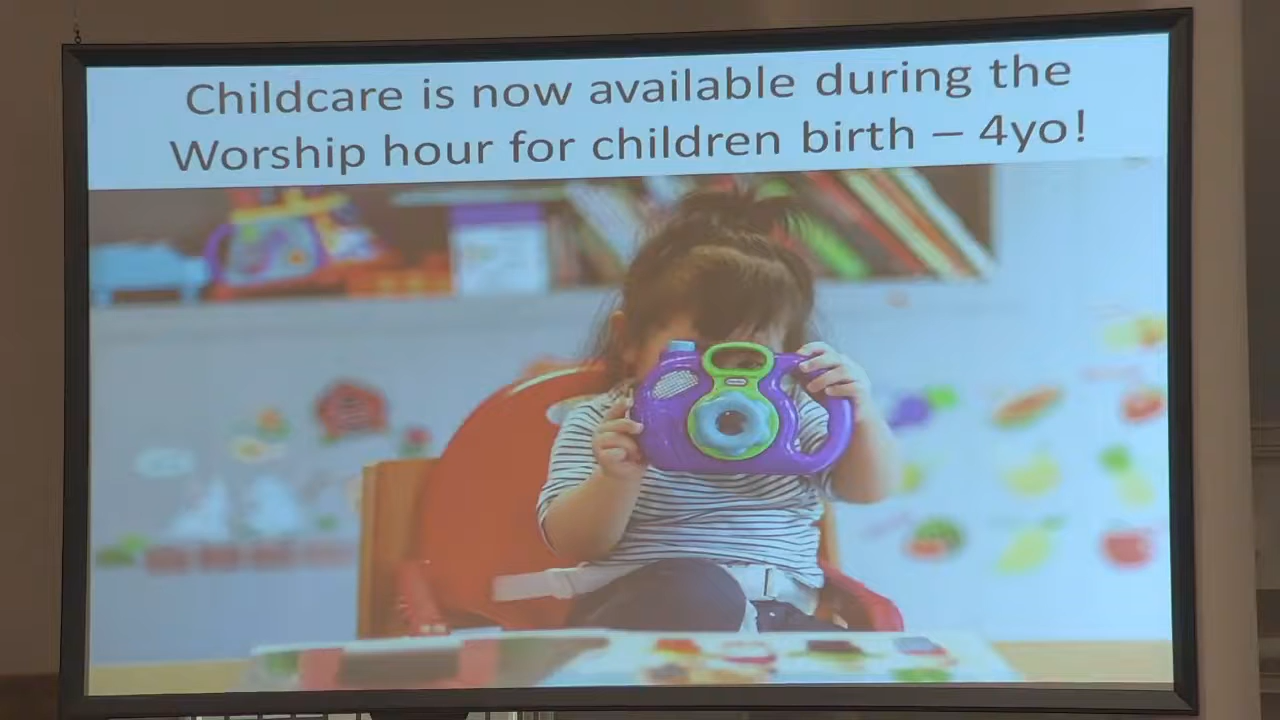 Childcare is now available during the
Worship hour for children birth – 4yo!